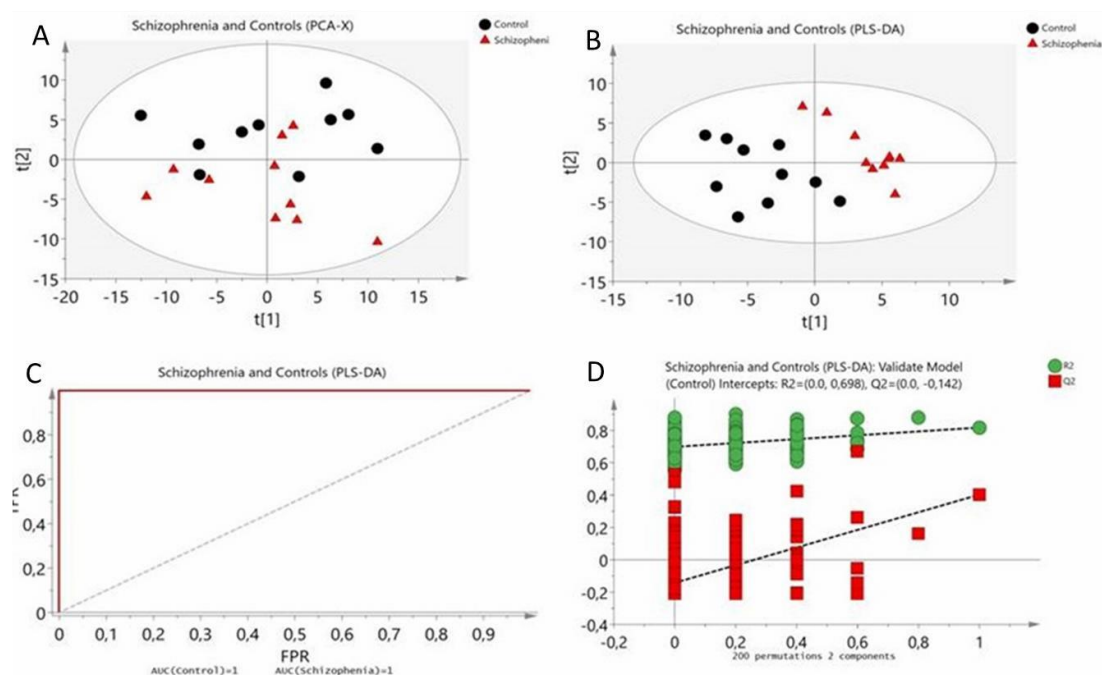 A
Schizophrenia and Controls (PCA-X)
Control
Schizopheni
10
5
0
-5
-10
-15
t[2]
-20 -15 -10 -5 0 5 10 15
t[1]
B
Schizophrenia and Controls (PLS-DA)
Control
Schizophenia
15
10
5
0
-5
-10
-15
t[2]
-15 -10 -5 0 5 10
t[1]
C
Schizophrenia and Controls (PLS-DA)
0,8
0,6
0,4
0,2
0
0 0,1 0,2 0,3 0,4 0,5 0,6 0,7 0,8 0,9
FPR
AUC(Control)=1 AUC(Schizophenia)=1
D
Schizophrenia and Controls (PLS-DA): Validate Model
(Control) Intercepts: R2=(0.0, 0,698), Q2=(0.0, -0,142)
R2
Q2
0,8
0,6
0,4
0,2
0
-0,2
-0,4
-0,2 0 0,2 0,4 0,6 0,8 1
200 permutations 2 components